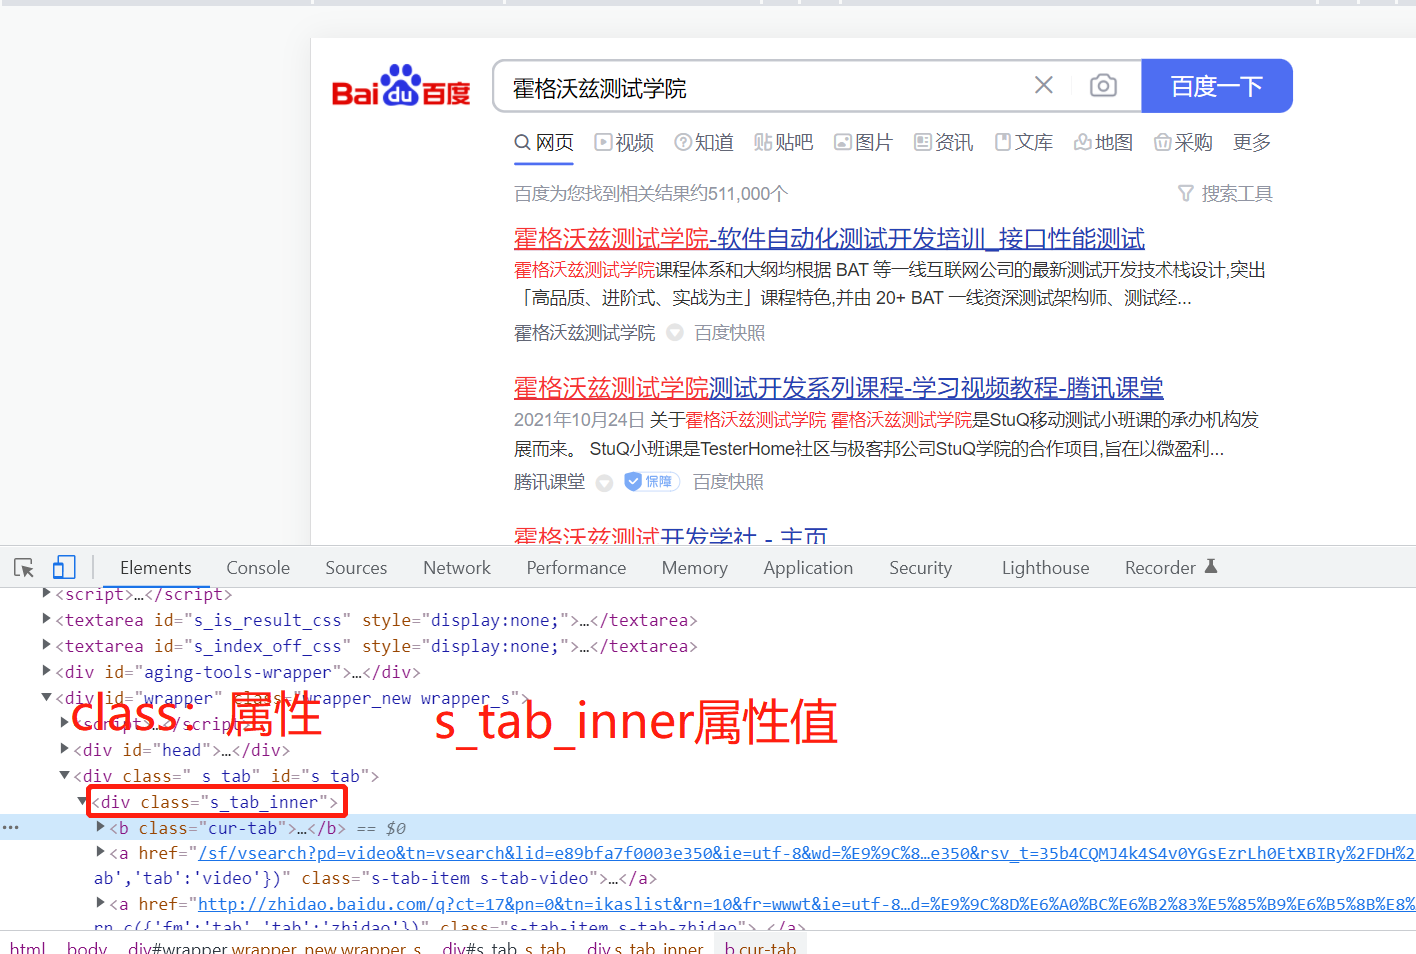 Bai du 百度
霍格沃兹测试学院
百度一下
网页 视频 知道 贴 贴吧 图片 资讯 文库 地图 采购 更多
百度为您找到相关结果约511,000个 搜索工具
霍格沃兹测试学院-软件自动化测试开发培训_接口性能测试
霍格沃兹测试学院课程体系和大纲均根据 BAT 等一线互联网公司的最新测试开发技术栈设计,突出
「高品质、进阶式、实战为主」课程特色,并由 20+ BAT 一线资深测试架构师、测试经...
霍格沃兹测试学院 百度快照
霍格沃兹测试学院测试开发系列课程-学习视频教程-腾讯课堂
2021年10月24日 关于霍格沃兹测试学院 霍格沃兹测试学院是StuQ移动测试小班课的承办机构发
展而来。 StuQ小班课是TesterHome社区与极客邦公司StuQ学院的合作项目,旨在以微盈利...
腾讯课堂 保障 百度快照
霍格沃兹测试开发学社 - 主页
Elements Console Sources Network Performance Memory Application Security Lighthouse Recorder
<script>…</script>
<textarea id="s_is_result_css" style="display:none;">…</textarea>
<textarea id="s_index_off_css" style="display:none;">…</textarea>
<div id="aging-tools-wrapper">…</div>
<div id="wrapper" class="wrapper_new wrapper_s">
class：属性 s_tab_inner属性值
<script>…</script>
<div id="head">…</div>
<div class=" s_tab" id="s_tab">
<div class="s_tab_inner">
<b class="cur-tab">…</b> == $0
<a href="/sf/vsearch?pd=video&tn=vsearch&lid=e89bfa7f0003e350&ie=utf-8&wd=%E9%9C%8…e350&rsv_t=35b4CQMJ4k4S4v0YGsEzrLh0EtXBIRy%2FDH%2
ab','tab':'video'})" class="s-tab-item s-tab-video">…</a>
<a href="http://zhidao.baidu.com/q?ct=17&pn=0&tn=ikaslist&rn=10&fr=wwwt&ie=utf-8…d=%E9%9C%8D%E6%A0%BC%E6%B2%83%E5%85%B9%E6%B5%8B%E8%
rn c({'fm':'tab','tab':'zhidao'})" class="s-tab-item s-tab-zhidao">…</a>
html body div#wrapper.wrapper_new.wrapper_s div#s_tab.s_tab div.s_tab_inner b.cur-tab